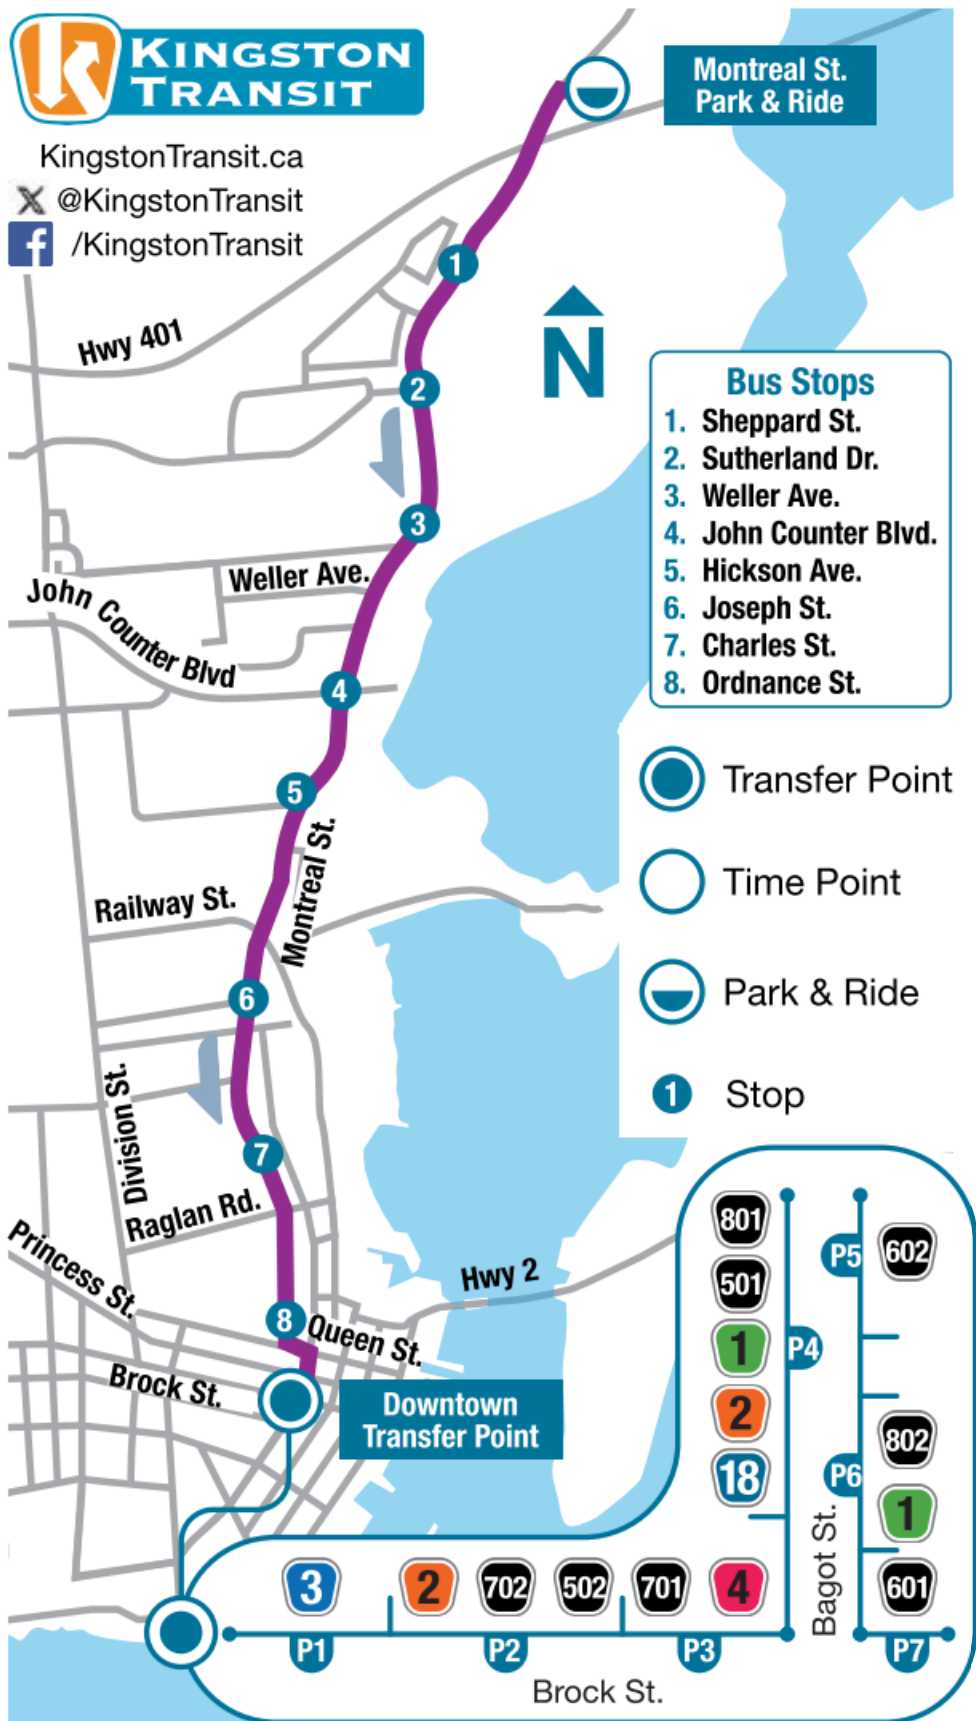 KINGSTON
TRANSIT
KingstonTransit.ca
X @KingstonTransit
f /KingstonTransit
Montreal St.
Park & Ride
Hwy 401
1
2
3
N
Bus Stops
1. Sheppard St.
2. Sutherland Dr.
3. Weller Ave.
4. John Counter Blvd.
5. Hickson Ave.
6. Joseph St.
7. Charles St.
8. Ordnance St.
Weller Ave.
John Counter Blvd
4
5
Montreal St.
Railway St.
6
Division St.
7
Raglan Rd.
Princess St.
8
Queen St.
Brock St.
Hwy 2
Downtown
Transfer Point
Transfer Point
Time Point
Park & Ride
1 Stop
801
501
1
2
18
P4
P5
602
P6
802
1
601
Bagot St.
3
2
702
502
701
4
P1
P2
P3
P7
Brock St.